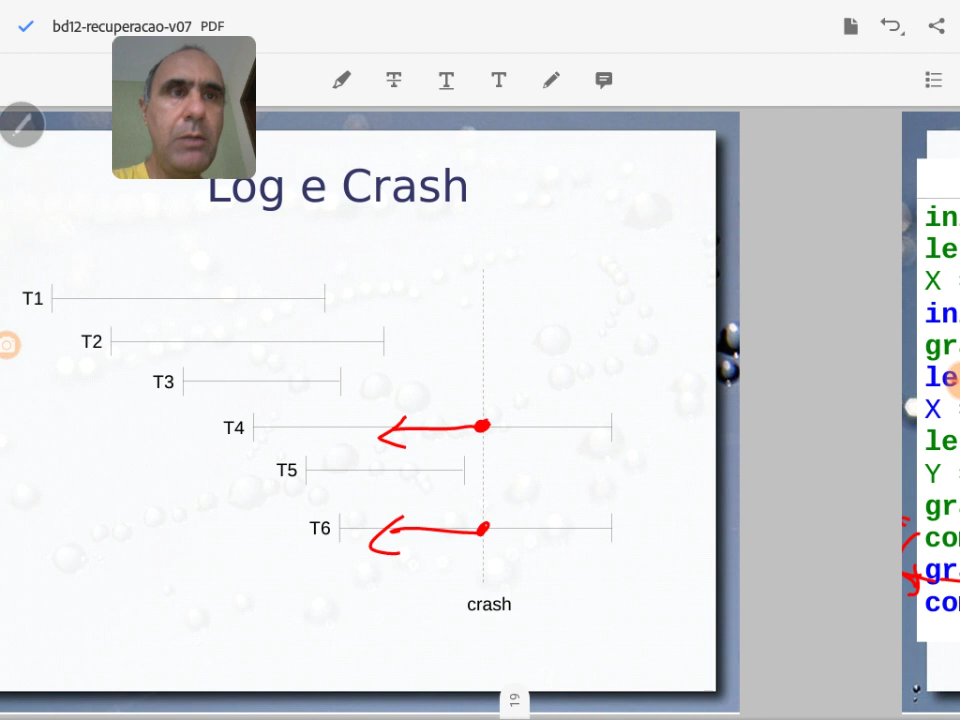 bd12-recuperacao-v07 PDF
Log e Crash
T1
T2
T3
T4
T5
T6
crash
19
in
le
X
in
gr
le
X
le
Y
gr
co
gr
co